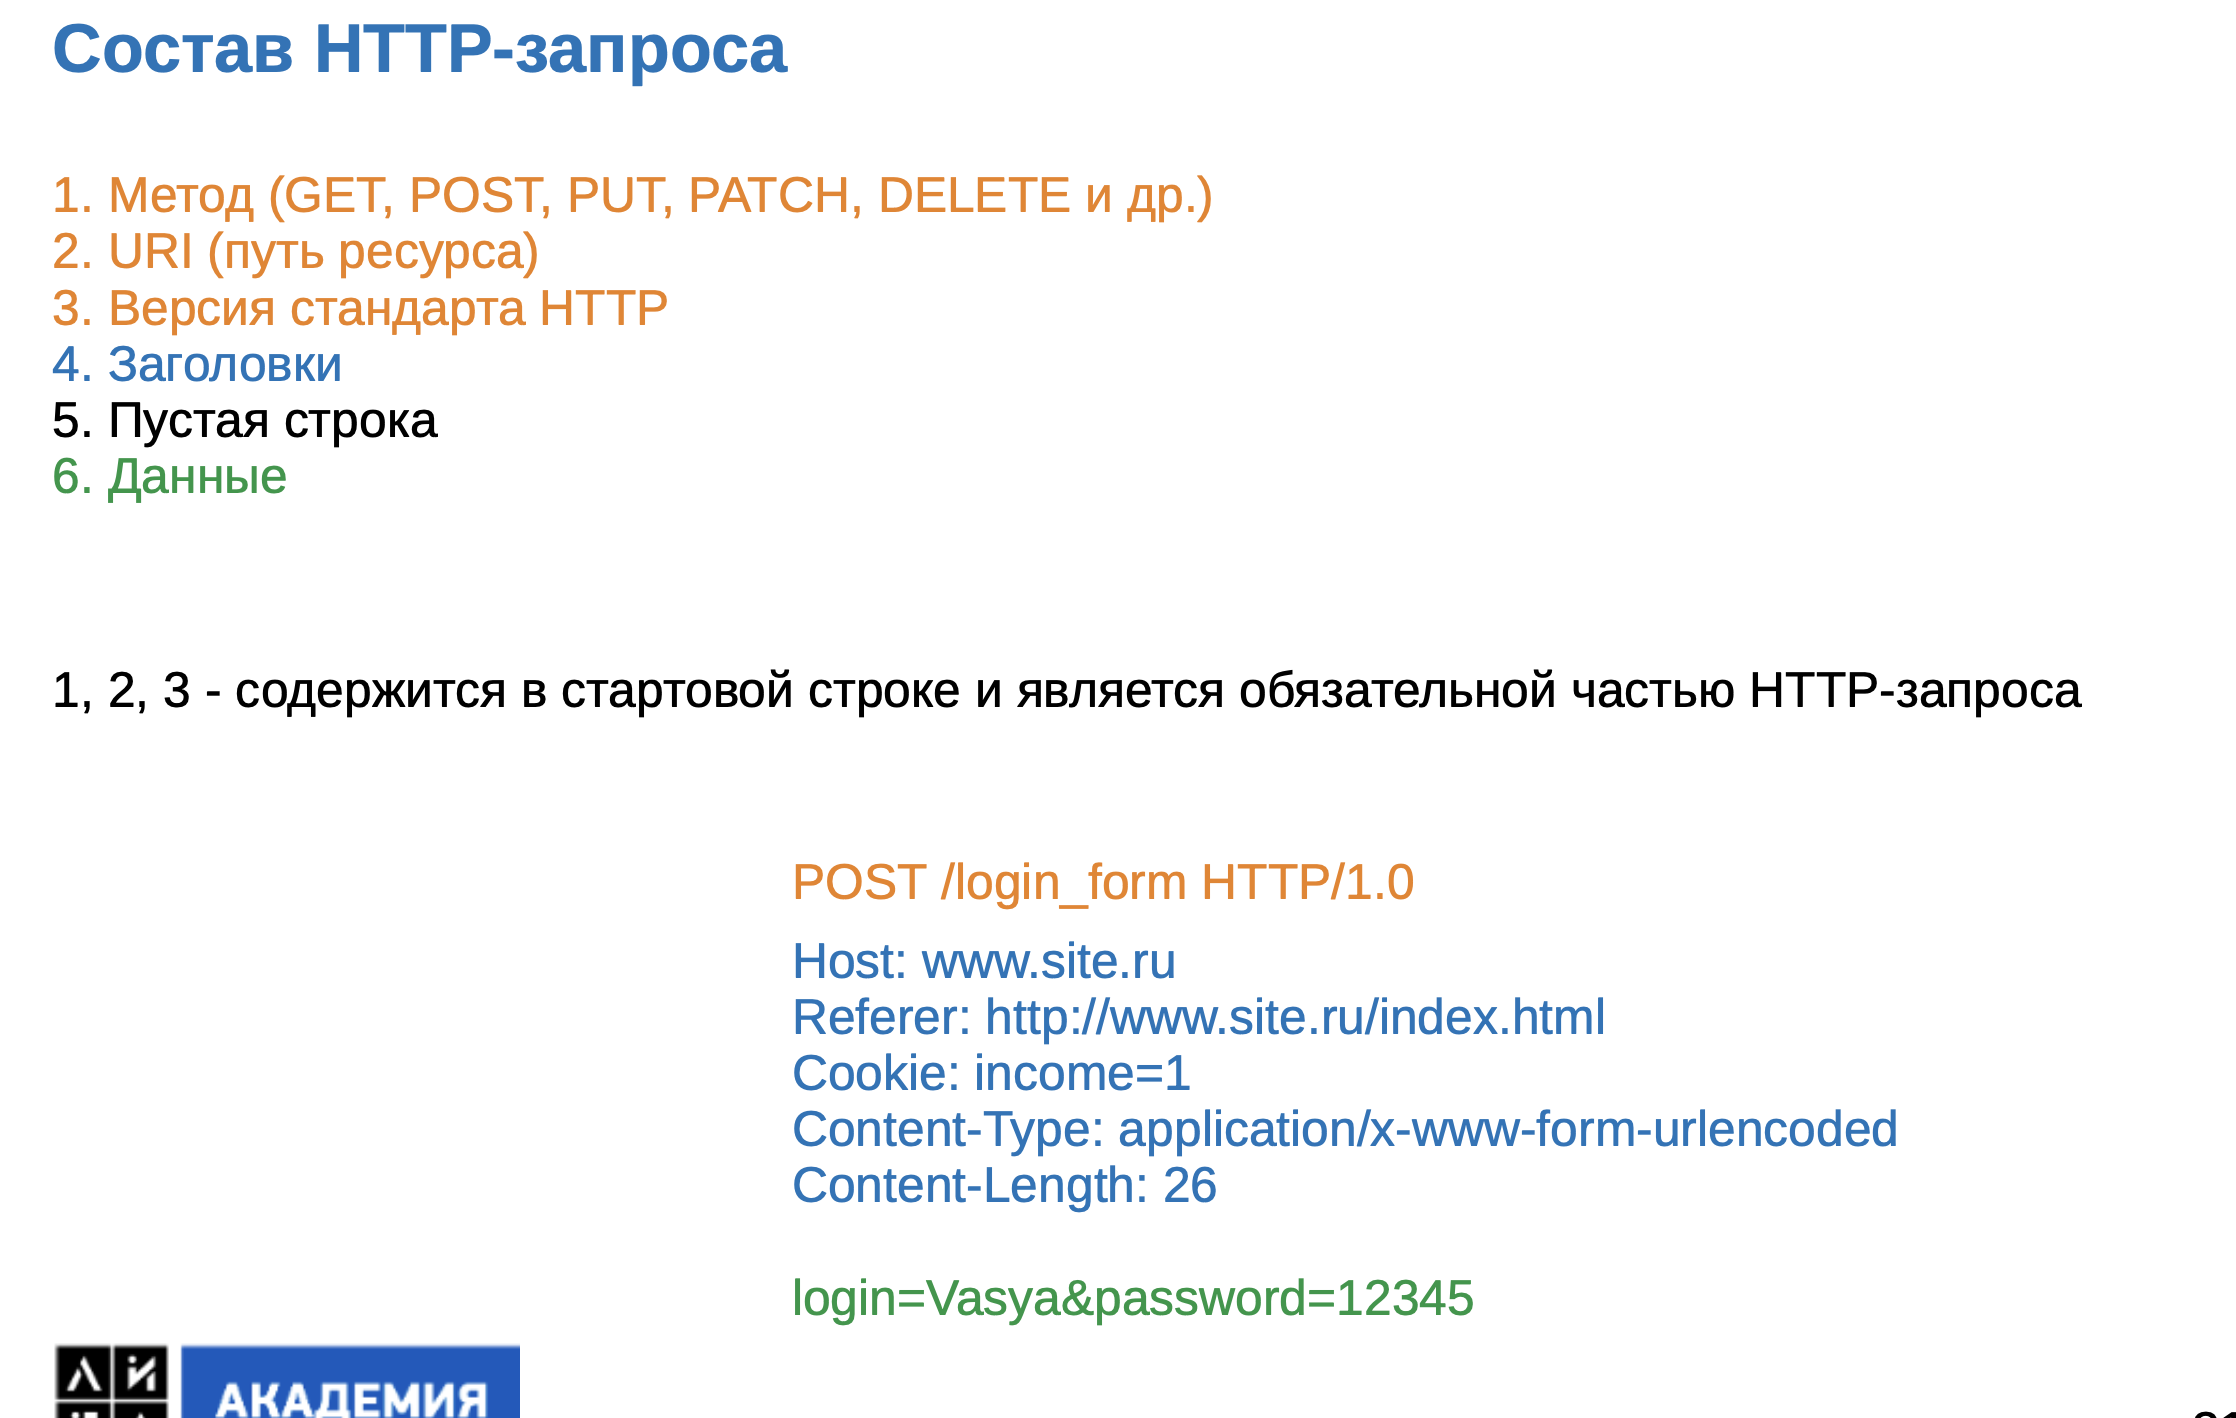 Состав HTTP-запроса
1. Метод (GET, POST, PUT, PATCH, DELETE и др.)
2. URI (путь ресурса)
3. Версия стандарта HTTP
4. Заголовки
5. Пустая строка
6. Данные
1, 2, 3 - содержится в стартовой строке и является обязательной частью HTTP-запроса
POST /login_form HTTP/1.0
Host: www.site.ru
Referer: http://www.site.ru/index.html
Cookie: income=1
Content-Type: application/x-www-form-urlencoded
Content-Length: 26
login=Vasya&password=12345
АКАДЕМИЯ